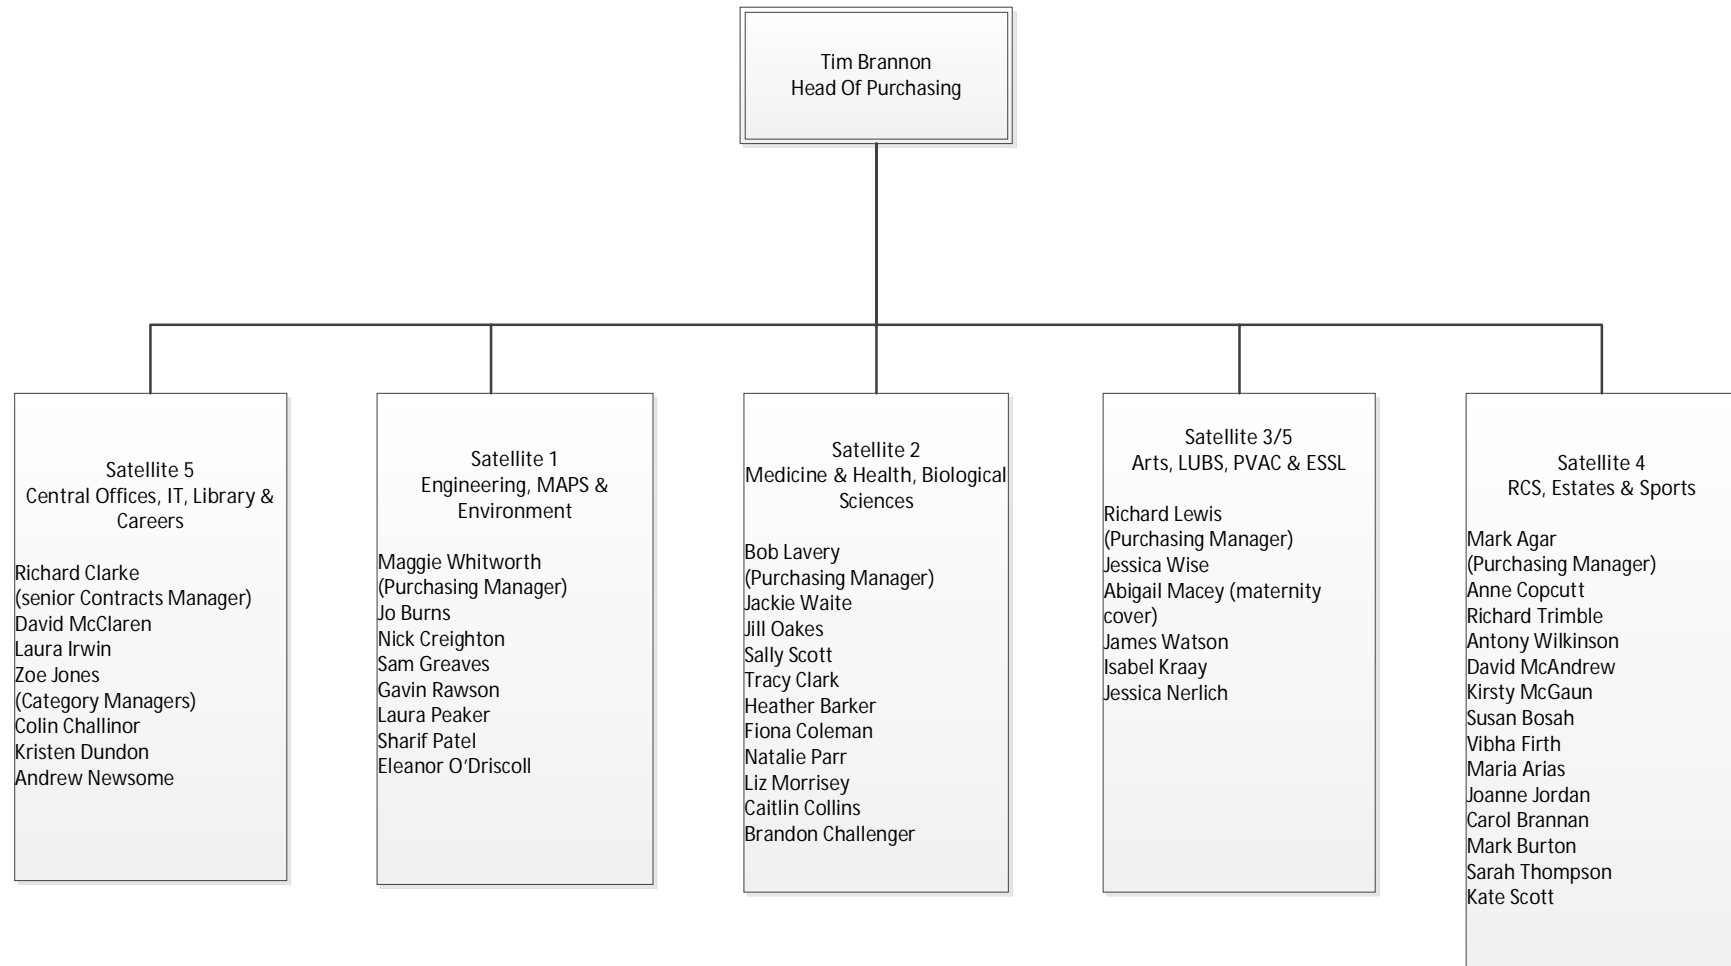 Tim Brannon
Head Of Purchasing
Satellite 5
Central Offices, IT, Library &
Careers
Richard Clarke
(senior Contracts Manager)
David McClaren
Laura Irwin
Zoe Jones
(Category Managers)
Colin Challinor
Kristen Dundon
Andrew Newsome
Satellite 1
Engineering, MAPS &
Environment
Maggie Whitworth
(Purchasing Manager)
Jo Burns
Nick Creighton
Sam Greaves
Gavin Rawson
Laura Peaker
Sharif Patel
Eleanor O’Driscoll
Satellite 2
Medicine & Health, Biological
Sciences
Bob Lavery
(Purchasing Manager)
Jackie Waite
Jill Oakes
Sally Scott
Tracy Clark
Heather Barker
Fiona Coleman
Natalie Parr
Liz Morrisey
Caitlin Collins
Brandon Challenger
Satellite 3/5
Arts, LUBS, PVAC & ESSL
Richard Lewis
(Purchasing Manager)
Jessica Wise
Abigail Macey (maternity
cover)
James Watson
Isabel Kraay
Jessica Nerlich
Satellite 4
RCS, Estates & Sports
Mark Agar
(Purchasing Manager)
Anne Copcutt
Richard Trimble
Antony Wilkinson
David McAndrew
Kirsty McGaun
Susan Bosah
Vibha Firth
Maria Arias
Joanne Jordan
Carol Brannan
Mark Burton
Sarah Thompson
Kate Scott